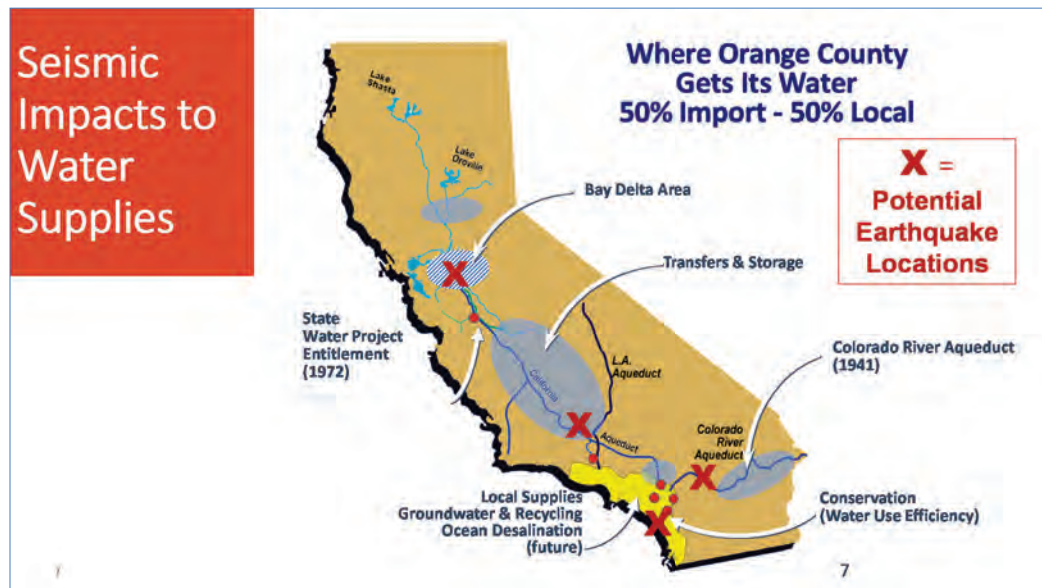 Seismic
Impacts to
Water
Supplies
Where Orange County
Gets Its Water
50% Import - 50% Local
X =
Potential
Earthquake
Locations
Lake
Shasta
Lake
Oroville
Bay Delta Area
Transfers & Storage
State
Water Project
Entitlement
(1972)
L.A.
Aqueduct
California
Aqueduct
Colorado River Aqueduct
(1941)
Colorado
River
Aqueduct
Local Supplies
Groundwater & Recycling
Ocean Desalination
(future)
Conservation
(Water Use Efficiency)
7